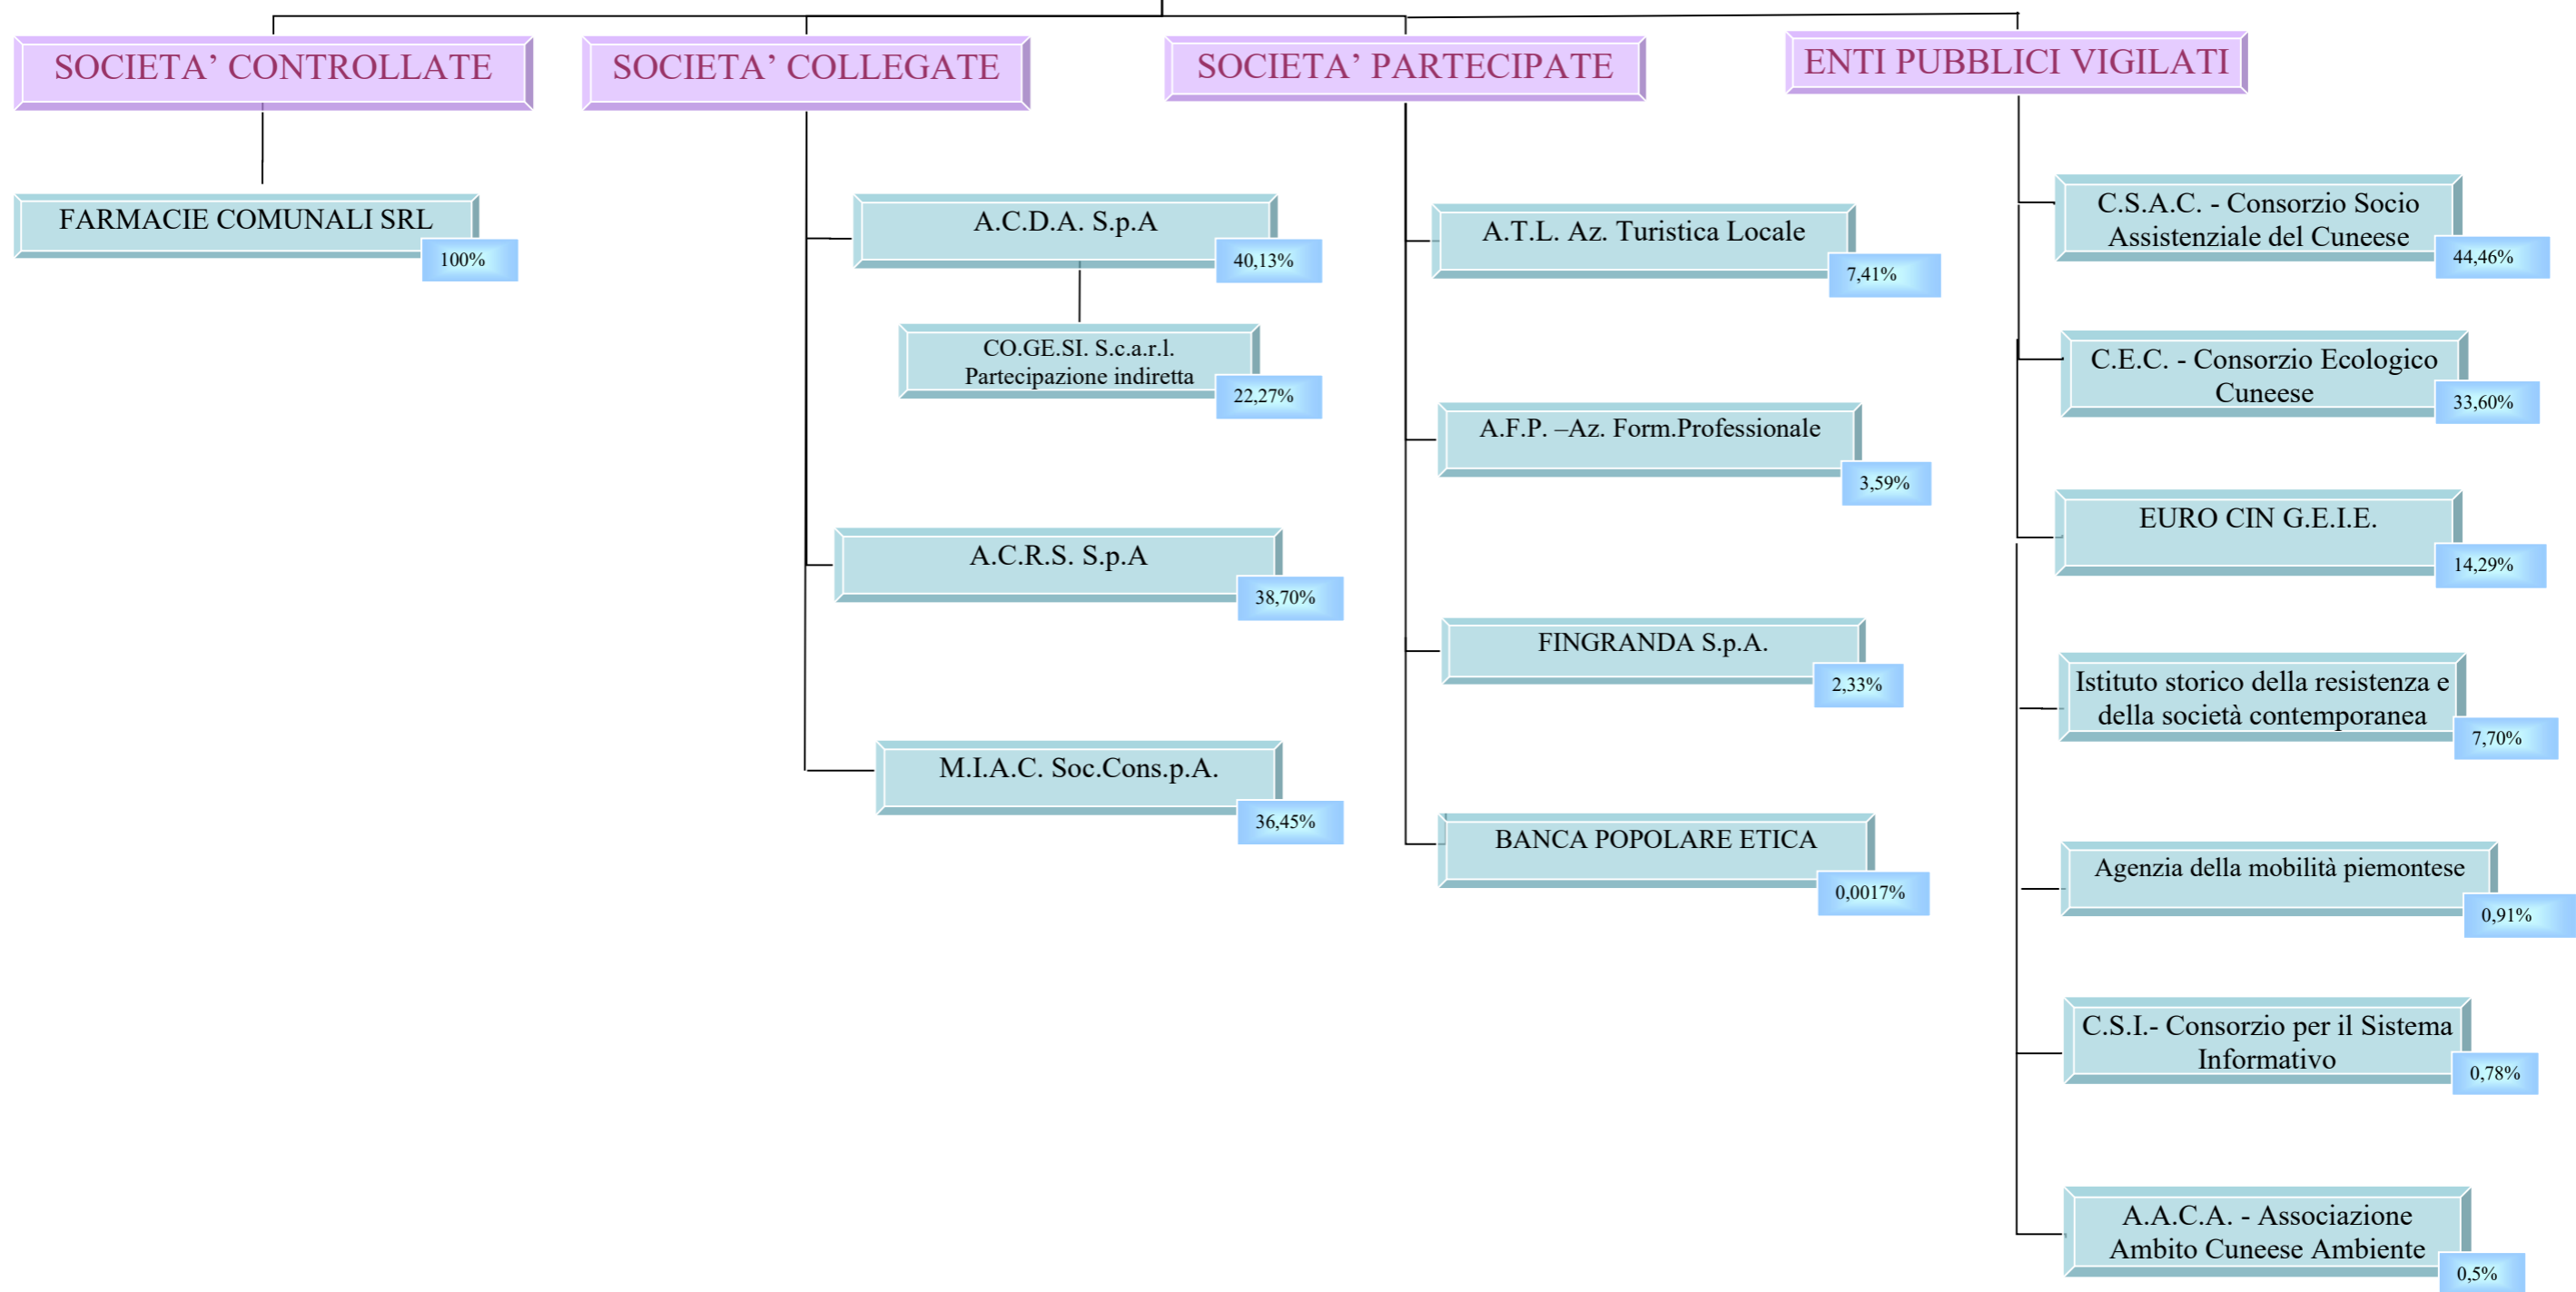 SOCIETA’ CONTROLLATE
FARMACIE COMUNALI SRL
100%
SOCIETA’ COLLEGATE
A.C.D.A. S.p.A
40,13%
CO.GE.SI. S.c.a.r.l.
Partecipazione indiretta
22,27%
A.C.R.S. S.p.A
38,70%
M.I.A.C. Soc.Cons.p.A.
36,45%
SOCIETA’ PARTECIPATE
A.T.L. Az. Turistica Locale
7,41%
A.F.P. –Az. Form.Professionale
3,59%
FINGRANDA S.p.A.
2,33%
BANCA POPOLARE ETICA
0,0017%
ENTI PUBBLICI VIGILATI
C.S.A.C. - Consorzio Socio
Assistenziale del Cuneese
44,46%
C.E.C. - Consorzio Ecologico
Cuneese
33,60%
EURO CIN G.E.I.E.
14,29%
Istituto storico della resistenza e
della società contemporanea
7,70%
Agenzia della mobilità piemontese
0,91%
C.S.I.- Consorzio per il Sistema
Informativo
0,78%
A.A.C.A. - Associazione
Ambito Cuneese Ambiente
0,5%